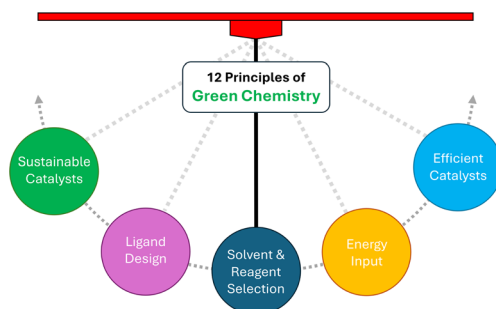 12 Principles of
Green Chemistry
Sustainable
Catalysts
Ligand
Design
Solvent &
Reagent
Selection
Energy
Input
Efficient
Catalysts